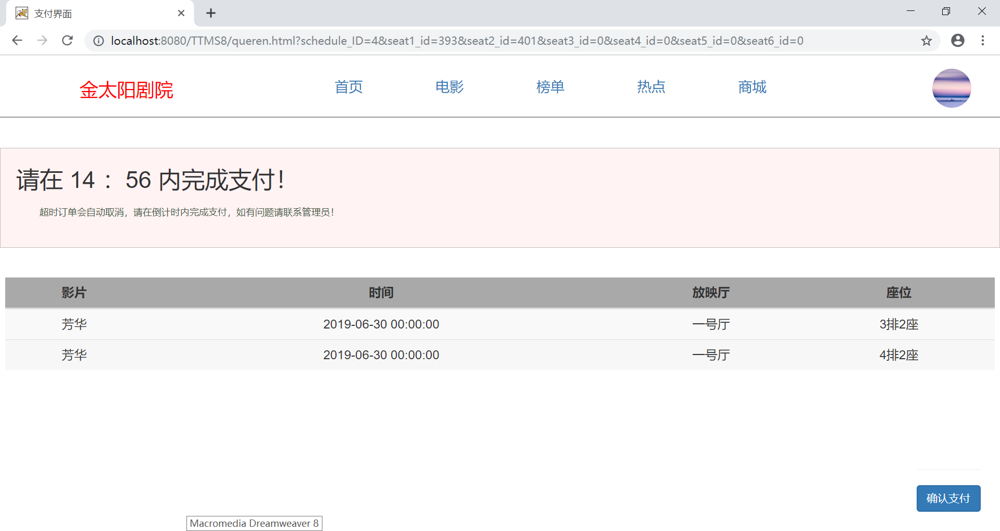 支付界面
localhost:8080/TTMS8/queren.html?schedule_ID=4&seat1_id=393&seat2_id=401&seat3_id=0&seat4_id=0&seat5_id=0&seat6_id=0
金太阳剧院 首页 电影 榜单 热点 商城
请在 14 : 56 内完成支付！
超时订单会自动取消，请在倒计时内完成支付，如有问题请联系管理员！
影片 时间 放映厅 座位
芳华 2019-06-30 00:00:00 一号厅 3排2座
芳华 2019-06-30 00:00:00 一号厅 4排2座
确认支付
Macromedia Dreamweaver 8